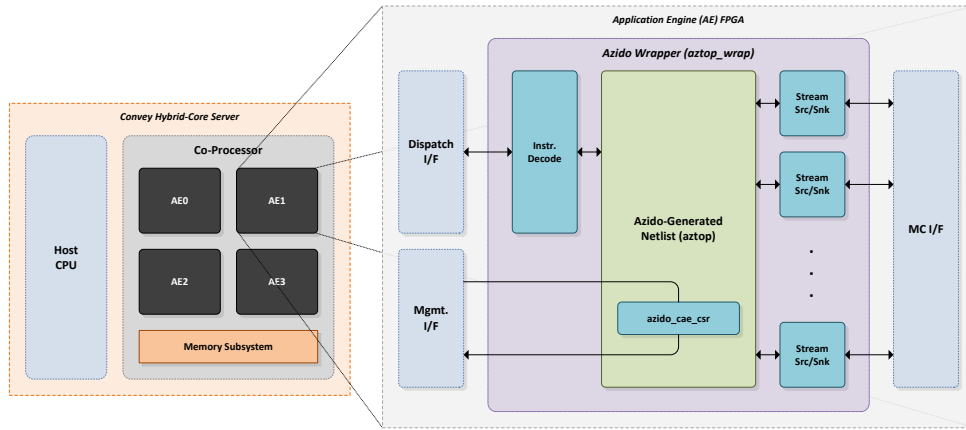 Application Engine (AE) FPGA
Azido Wrapper (aztop_wrap)
Convey Hybrid-Core Server
Co-Processor
Host
CPU
AE0
AE1
AE2
AE3
Memory Subsystem
Dispatch
I/F
Mgmt.
I/F
Instr.
Decode
Azido-Generated
Netlist (aztop)
azido_cae_csr
Stream
Src/Snk
Stream
Src/Snk
.
.
.
Stream
Src/Snk
MC I/F